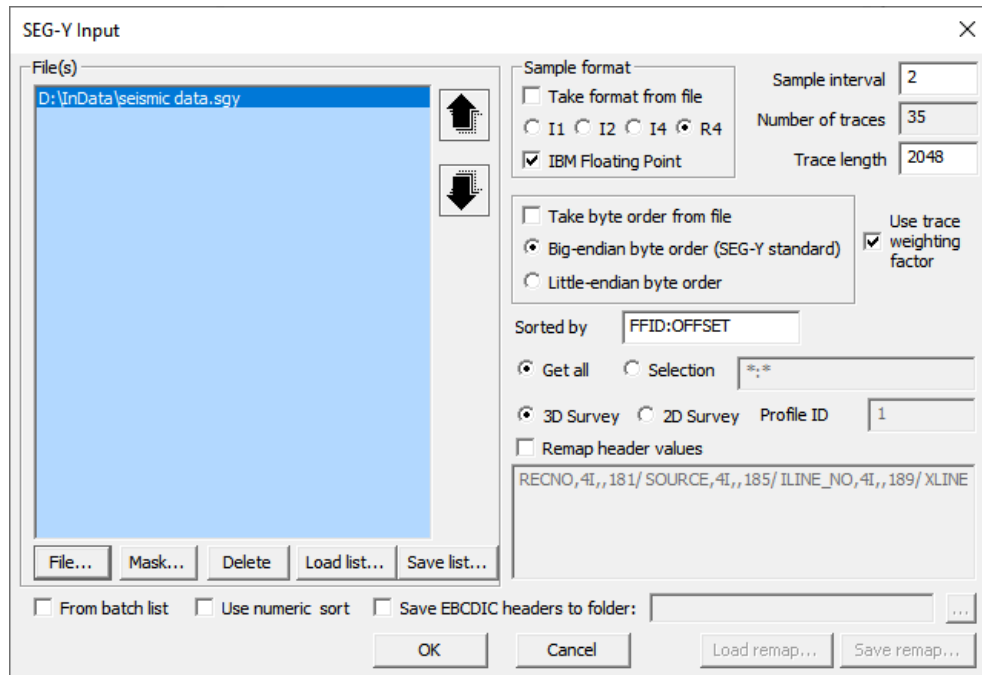 SEG-Y Input
File(s)
D:\InData\seismic data.sgy
File...
Mask...
Delete
Load list...
Save list...
Sample format
Take format from file
I1 I2 I4 R4
IBM Floating Point
Sample interval 2
Number of traces 35
Trace length 2048
Take byte order from file
Big-endian byte order (SEG-Y standard)
Little-endian byte order
Use trace
weighting
factor
Sorted by FFID:OFFSET
Get all Selection *:*
3D Survey 2D Survey Profile ID 1
Remap header values
RECNO,4I,,181/ SOURCE,4I,,185/ ILINE_NO,4I,,189/ XLINE
From batch list Use numeric sort Save EBCDIC headers to folder: ...
OK Cancel Load remap... Save remap...